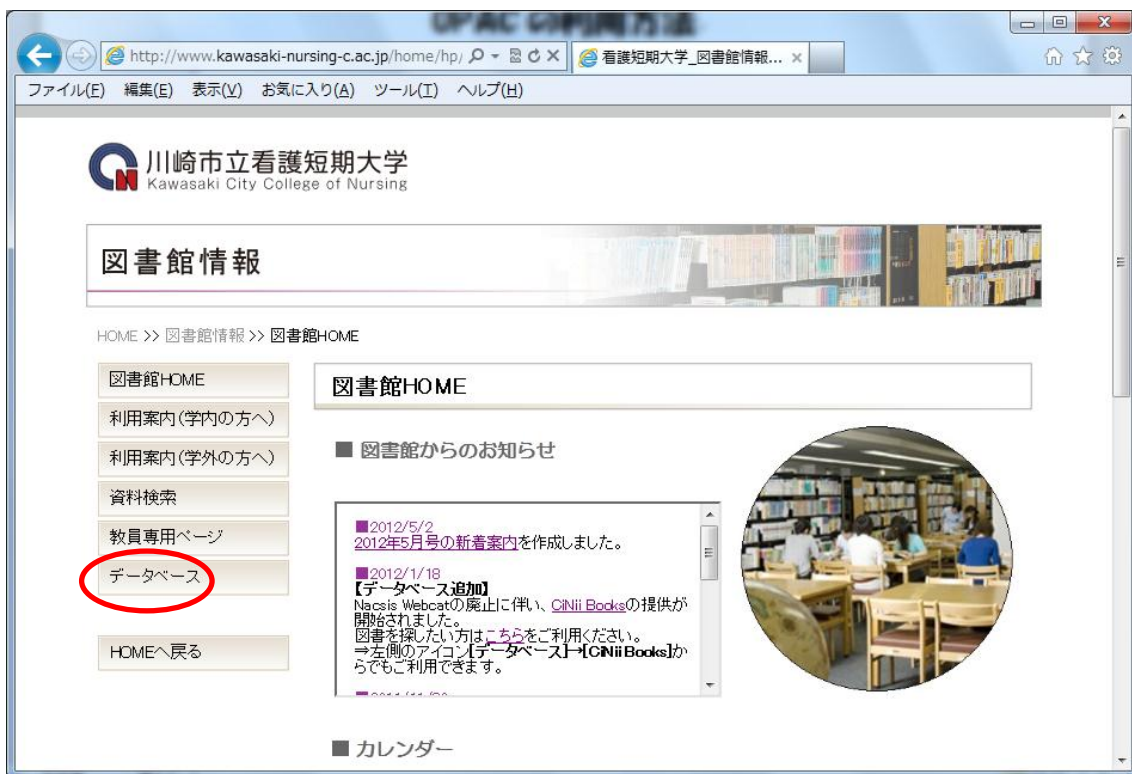 OPAC の利用方法
http://www.kawasaki-nursing-c.ac.jp/home/hp/
看護短期大学_図書館情報...
ファイル(F) 編集(E) 表示(V) お気に入り(A) ツール(T) ヘルプ(H)
川崎市立看護短期大学
Kawasaki City College of Nursing
図書館情報
HOME >> 図書館情報 >> 図書館HOME
図書館HOME
利用案内(学内の方へ)
利用案内(学外の方へ)
資料検索
教員専用ページ
データベース
HOMEへ戻る
図書館HOME
■ 図書館からのお知らせ
■2012/5/2
2012年5月号の新着案内を作成しました。
■2012/1/18
【データベース追加】
Nacsis Webcatの廃止に伴い、CiNii Booksの提供が
開始されました。
図書を探したい方はこちらをご利用ください。
⇒左側のアイコン[データベース]→[CiNii Books]か
らでもご利用できます。
■ カレンダー